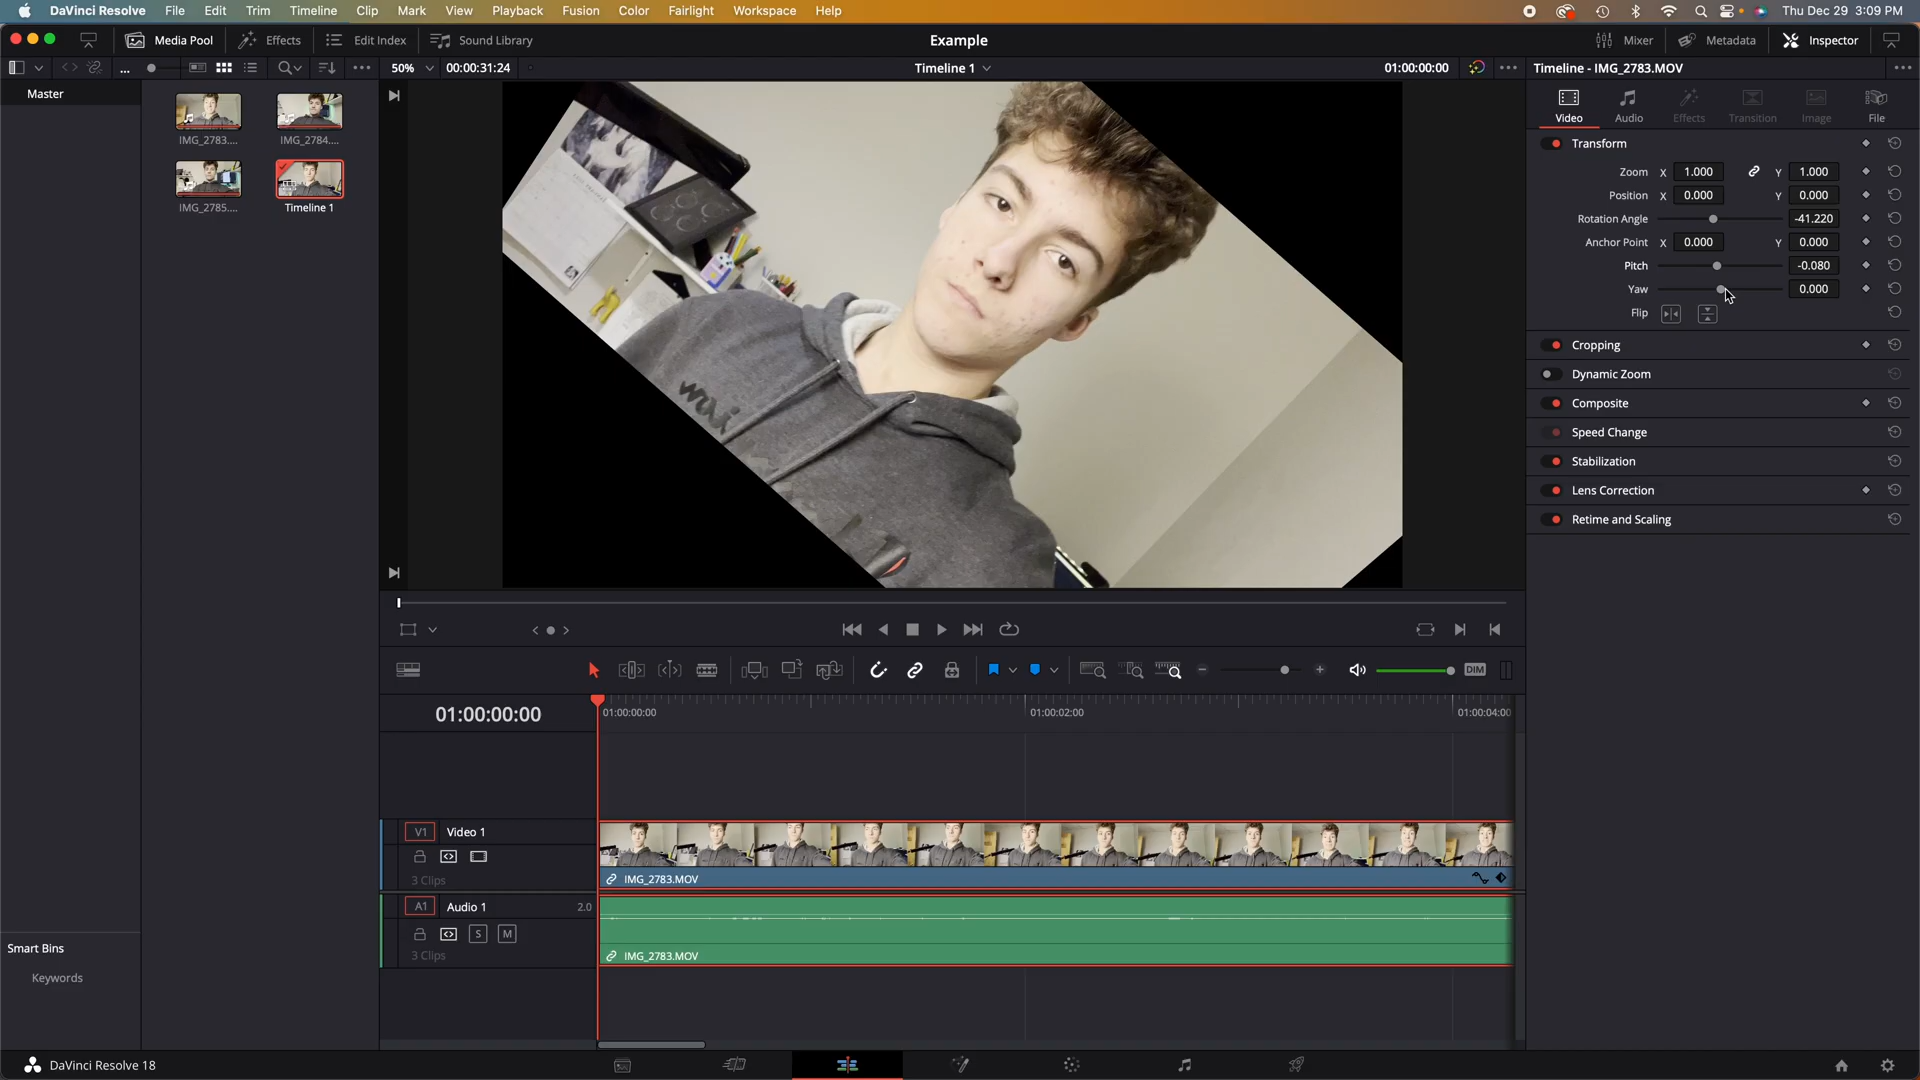 DaVinci Resolve File Edit Trim Timeline Clip Mark View Playback Fusion Color Fairlight Workspace Help Thu Dec 29 3:09 PM
Media Pool Effects Edit Index Sound Library Example Mixer Metadata Inspector
... 50% 00:00:31:24 Timeline 1 01:00:00:00 Timeline - IMG_2783.MOV
Master
IMG_2783.... IMG_2784....
IMG_2785.... Timeline 1
Video Audio Effects Transition Image File
Transform
Zoom X 1.000 Y 1.000
Position X 0.000 Y 0.000
Rotation Angle -41.220
Anchor Point X 0.000 Y 0.000
Pitch -0.080
Yaw 0.000
Flip
Cropping
Dynamic Zoom
Composite
Speed Change
Stabilization
Lens Correction
Retime and Scaling
DIM
01:00:00:00 01:00:00:00 01:00:02:00 01:00:04:00
V1 Video 1
3 Clips IMG_2783.MOV
A1 Audio 1 2.0
S M
3 Clips IMG_2783.MOV
Smart Bins
Keywords
DaVinci Resolve 18